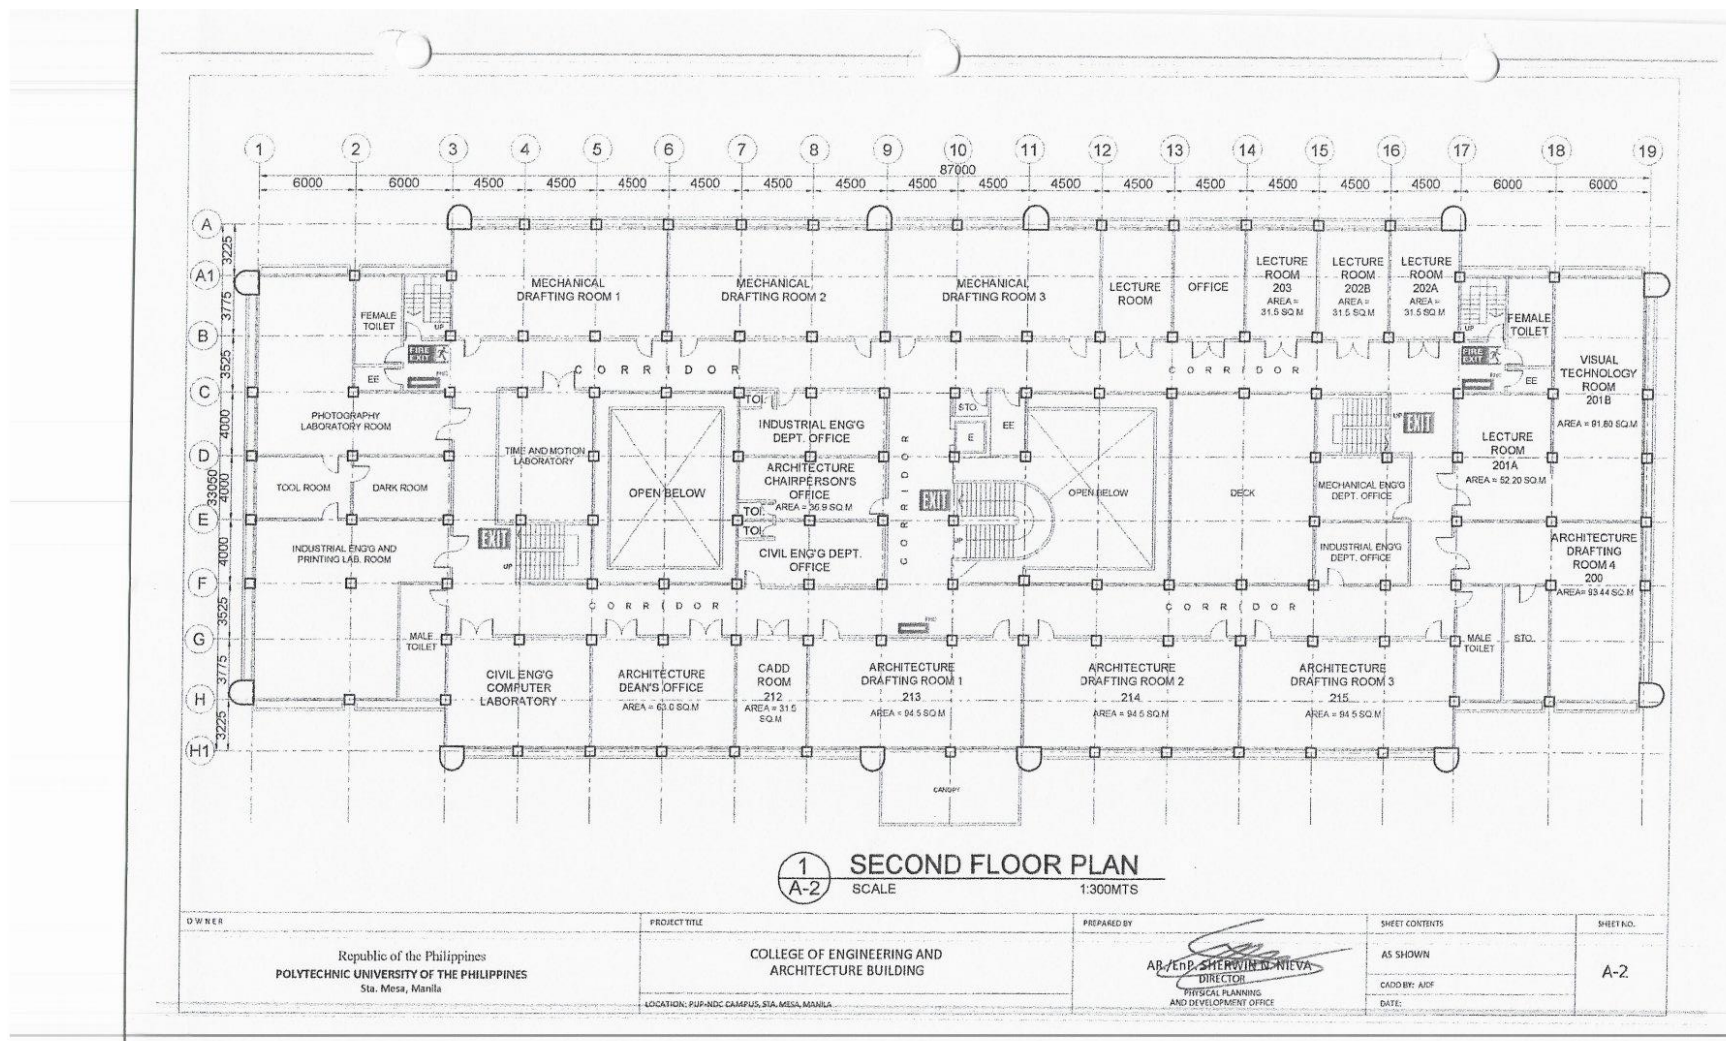 1 2 3 4 5 6 7 8 9 10 11 12 13 14 15 16 17 18 19
87000
6000 6000 4500 4500 4500 4500 4500 4500 4500 4500 4500 4500 4500 4500 4500 4500 6000 6000
A
3225
A1
3775
B
3525
C
4000
D
33050
4000
E
4000
F
3525
G
3775
H
3225
H1
MECHANICAL
DRAFTING ROOM 1
MECHANICAL
DRAFTING ROOM 2
MECHANICAL
DRAFTING ROOM 3
LECTURE
ROOM
OFFICE
LECTURE
ROOM
203
AREA =
31.5 SQ.M
LECTURE
ROOM
202B
AREA =
31.5 SQ.M
LECTURE
ROOM
202A
AREA =
31.5 SQ.M
FEMALE
TOILET
UP
FIRE
EXIT
EE
FEMALE
TOILET
UP
FIRE
EXIT
EE
VISUAL
TECHNOLOGY
ROOM
201B
AREA = 91.80 SQ.M
CORRIDOR
CORRIDOR
PHOTOGRAPHY
LABORATORY ROOM
TIME AND MOTION
LABORATORY
TOOL ROOM
DARK ROOM
OPEN BELOW
TOI.
INDUSTRIAL ENG'G
DEPT. OFFICE
ARCHITECTURE
CHAIRPERSON'S
OFFICE
AREA = 36.9 SQ.M
TOI.
TOI.
CIVIL ENG'G DEPT.
OFFICE
CORRIDOR
STO.
E
EE
EXIT
UP
OPEN BELOW
DECK
UP
EXIT
MECHANICAL ENG'G
DEPT. OFFICE
INDUSTRIAL ENG'G
DEPT. OFFICE
LECTURE
ROOM
201A
AREA = 52.20 SQ.M
INDUSTRIAL ENG'G AND
PRINTING LAB. ROOM
EXIT
UP
ARCHITECTURE
DRAFTING
ROOM 4
200
AREA= 93.44 SQ.M
CORRIDOR
CORRIDOR
MALE
TOILET
CIVIL ENG'G
COMPUTER
LABORATORY
ARCHITECTURE
DEAN'S OFFICE
AREA = 63.0 SQ.M
CADD
ROOM
212
AREA = 31.5
SQ.M
ARCHITECTURE
DRAFTING ROOM 1
213
AREA = 94.5 SQ.M
ARCHITECTURE
DRAFTING ROOM 2
214
AREA = 94.5 SQ.M
ARCHITECTURE
DRAFTING ROOM 3
215
AREA = 94.5 SQ.M
MALE
TOILET
STO.
CANOPY
1
A-2
SECOND FLOOR PLAN
SCALE 1:300MTS
OWNER
Republic of the Philippines
POLYTECHNIC UNIVERSITY OF THE PHILIPPINES
Sta. Mesa, Manila
PROJECT TITLE
COLLEGE OF ENGINEERING AND
ARCHITECTURE BUILDING
LOCATION: PUP-NDC CAMPUS, STA. MESA, MANILA
PREPARED BY
AR./EnP. SHERWIN N. NIEVA
DIRECTOR
PHYSICAL PLANNING
AND DEVELOPMENT OFFICE
SHEET CONTENTS
AS SHOWN
CADD BY: AJOF
DATE:
SHEET NO.
A-2